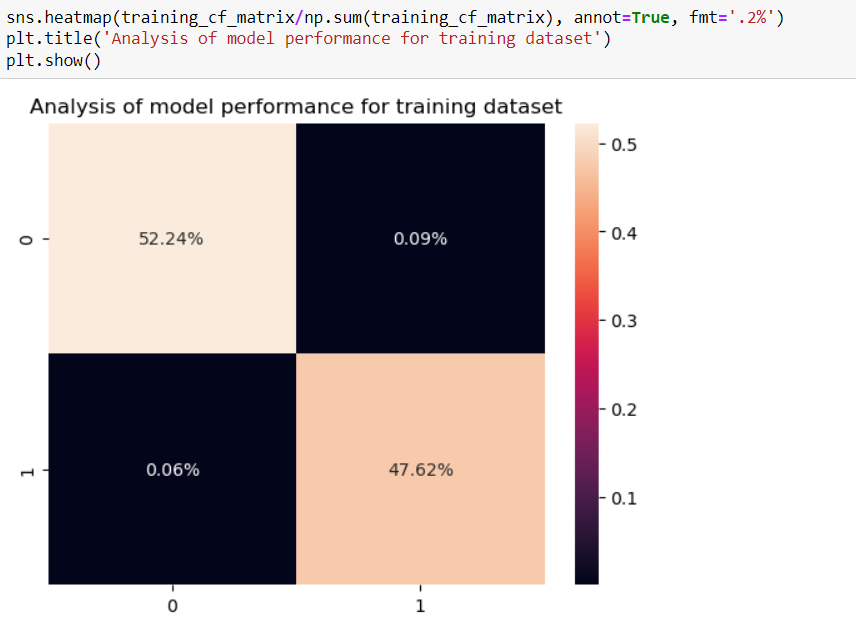 sns.heatmap(training_cf_matrix/np.sum(training_cf_matrix), annot=True, fmt='.2%')
plt.title('Analysis of model performance for training dataset')
plt.show()
Analysis of model performance for training dataset
0.5
0 52.24% 0.09%
0.4
0.3
0.2
1 0.06% 47.62%
0.1
0 1